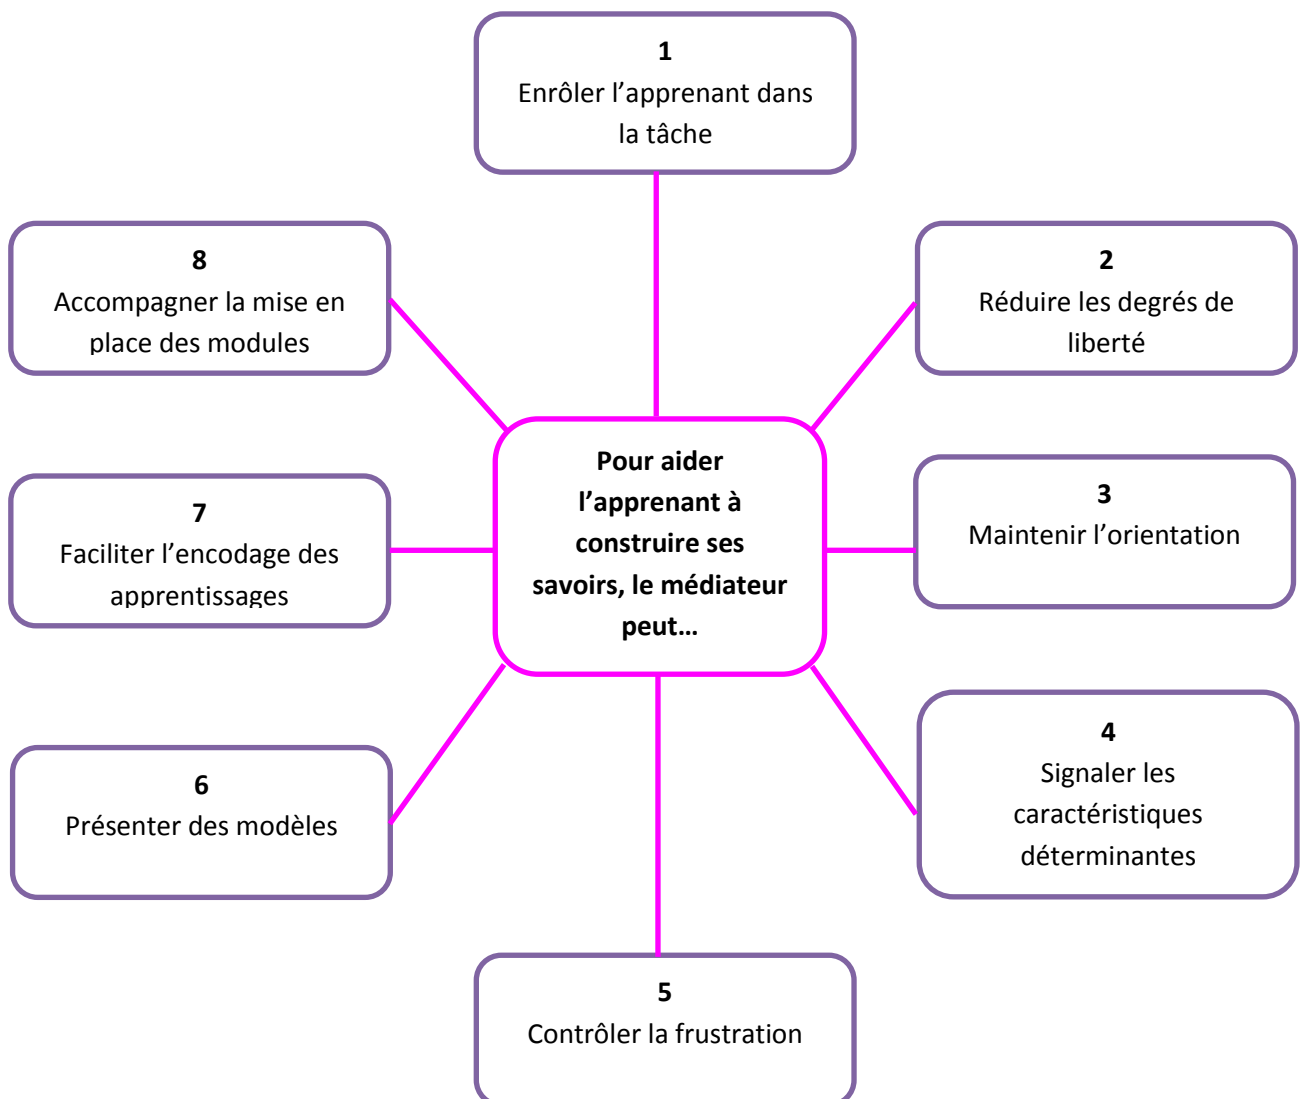 1
Enrôler l’apprenant dans
la tâche
2
Réduire les degrés de
liberté
3
Maintenir l’orientation
4
Signaler les
caractéristiques
déterminantes
5
Contrôler la frustration
6
Présenter des modèles
7
Faciliter l’encodage des
apprentissages
8
Accompagner la mise en
place des modules
Pour aider
l’apprenant à
construire ses
savoirs, le médiateur
peut…